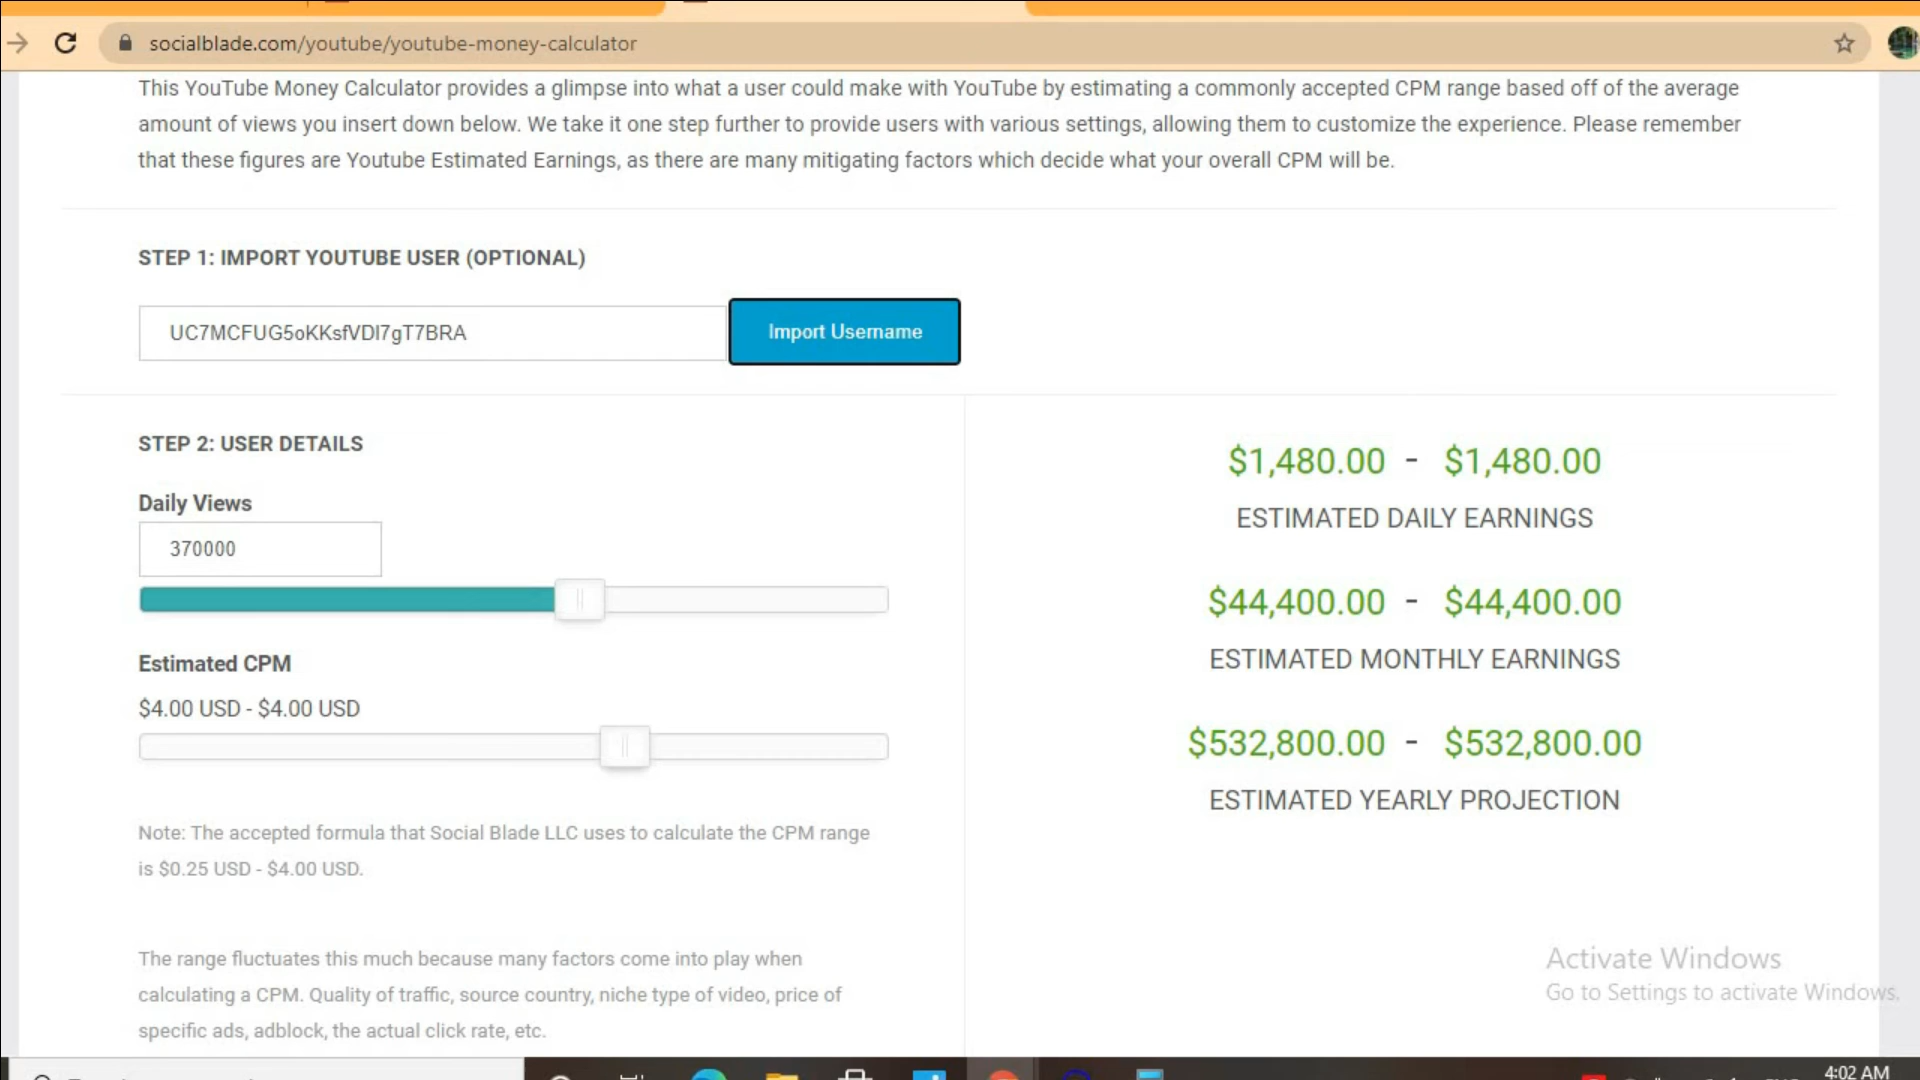 socialblade.com/youtube/youtube-money-calculator
This YouTube Money Calculator provides a glimpse into what a user could make with YouTube by estimating a commonly accepted CPM range based off of the average
amount of views you insert down below. We take it one step further to provide users with various settings, allowing them to customize the experience. Please remember
that these figures are Youtube Estimated Earnings, as there are many mitigating factors which decide what your overall CPM will be.
STEP 1: IMPORT YOUTUBE USER (OPTIONAL)
UC7MCFUG5oKKsfVDl7gT7BRA
Import Username
STEP 2: USER DETAILS
Daily Views
370000
Estimated CPM
$4.00 USD - $4.00 USD
Note: The accepted formula that Social Blade LLC uses to calculate the CPM range
is $0.25 USD - $4.00 USD.
The range fluctuates this much because many factors come into play when
calculating a CPM. Quality of traffic, source country, niche type of video, price of
specific ads, adblock, the actual click rate, etc.
$1,480.00 - $1,480.00
ESTIMATED DAILY EARNINGS
$44,400.00 - $44,400.00
ESTIMATED MONTHLY EARNINGS
$532,800.00 - $532,800.00
ESTIMATED YEARLY PROJECTION
Activate Windows
Go to Settings to activate Windows.
4:02 AM